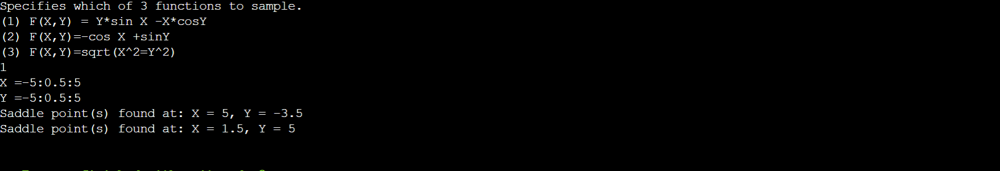 Specifies which of 3 functions to sample.
(1) F(X,Y) = Y*sin X -X*cosY
(2) F(X,Y)=-cos X +sinY
(3) F(X,Y)=sqrt(X^2=Y^2)
1
X =-5:0.5:5
Y =-5:0.5:5
Saddle point(s) found at: X = 5, Y = -3.5
Saddle point(s) found at: X = 1.5, Y = 5